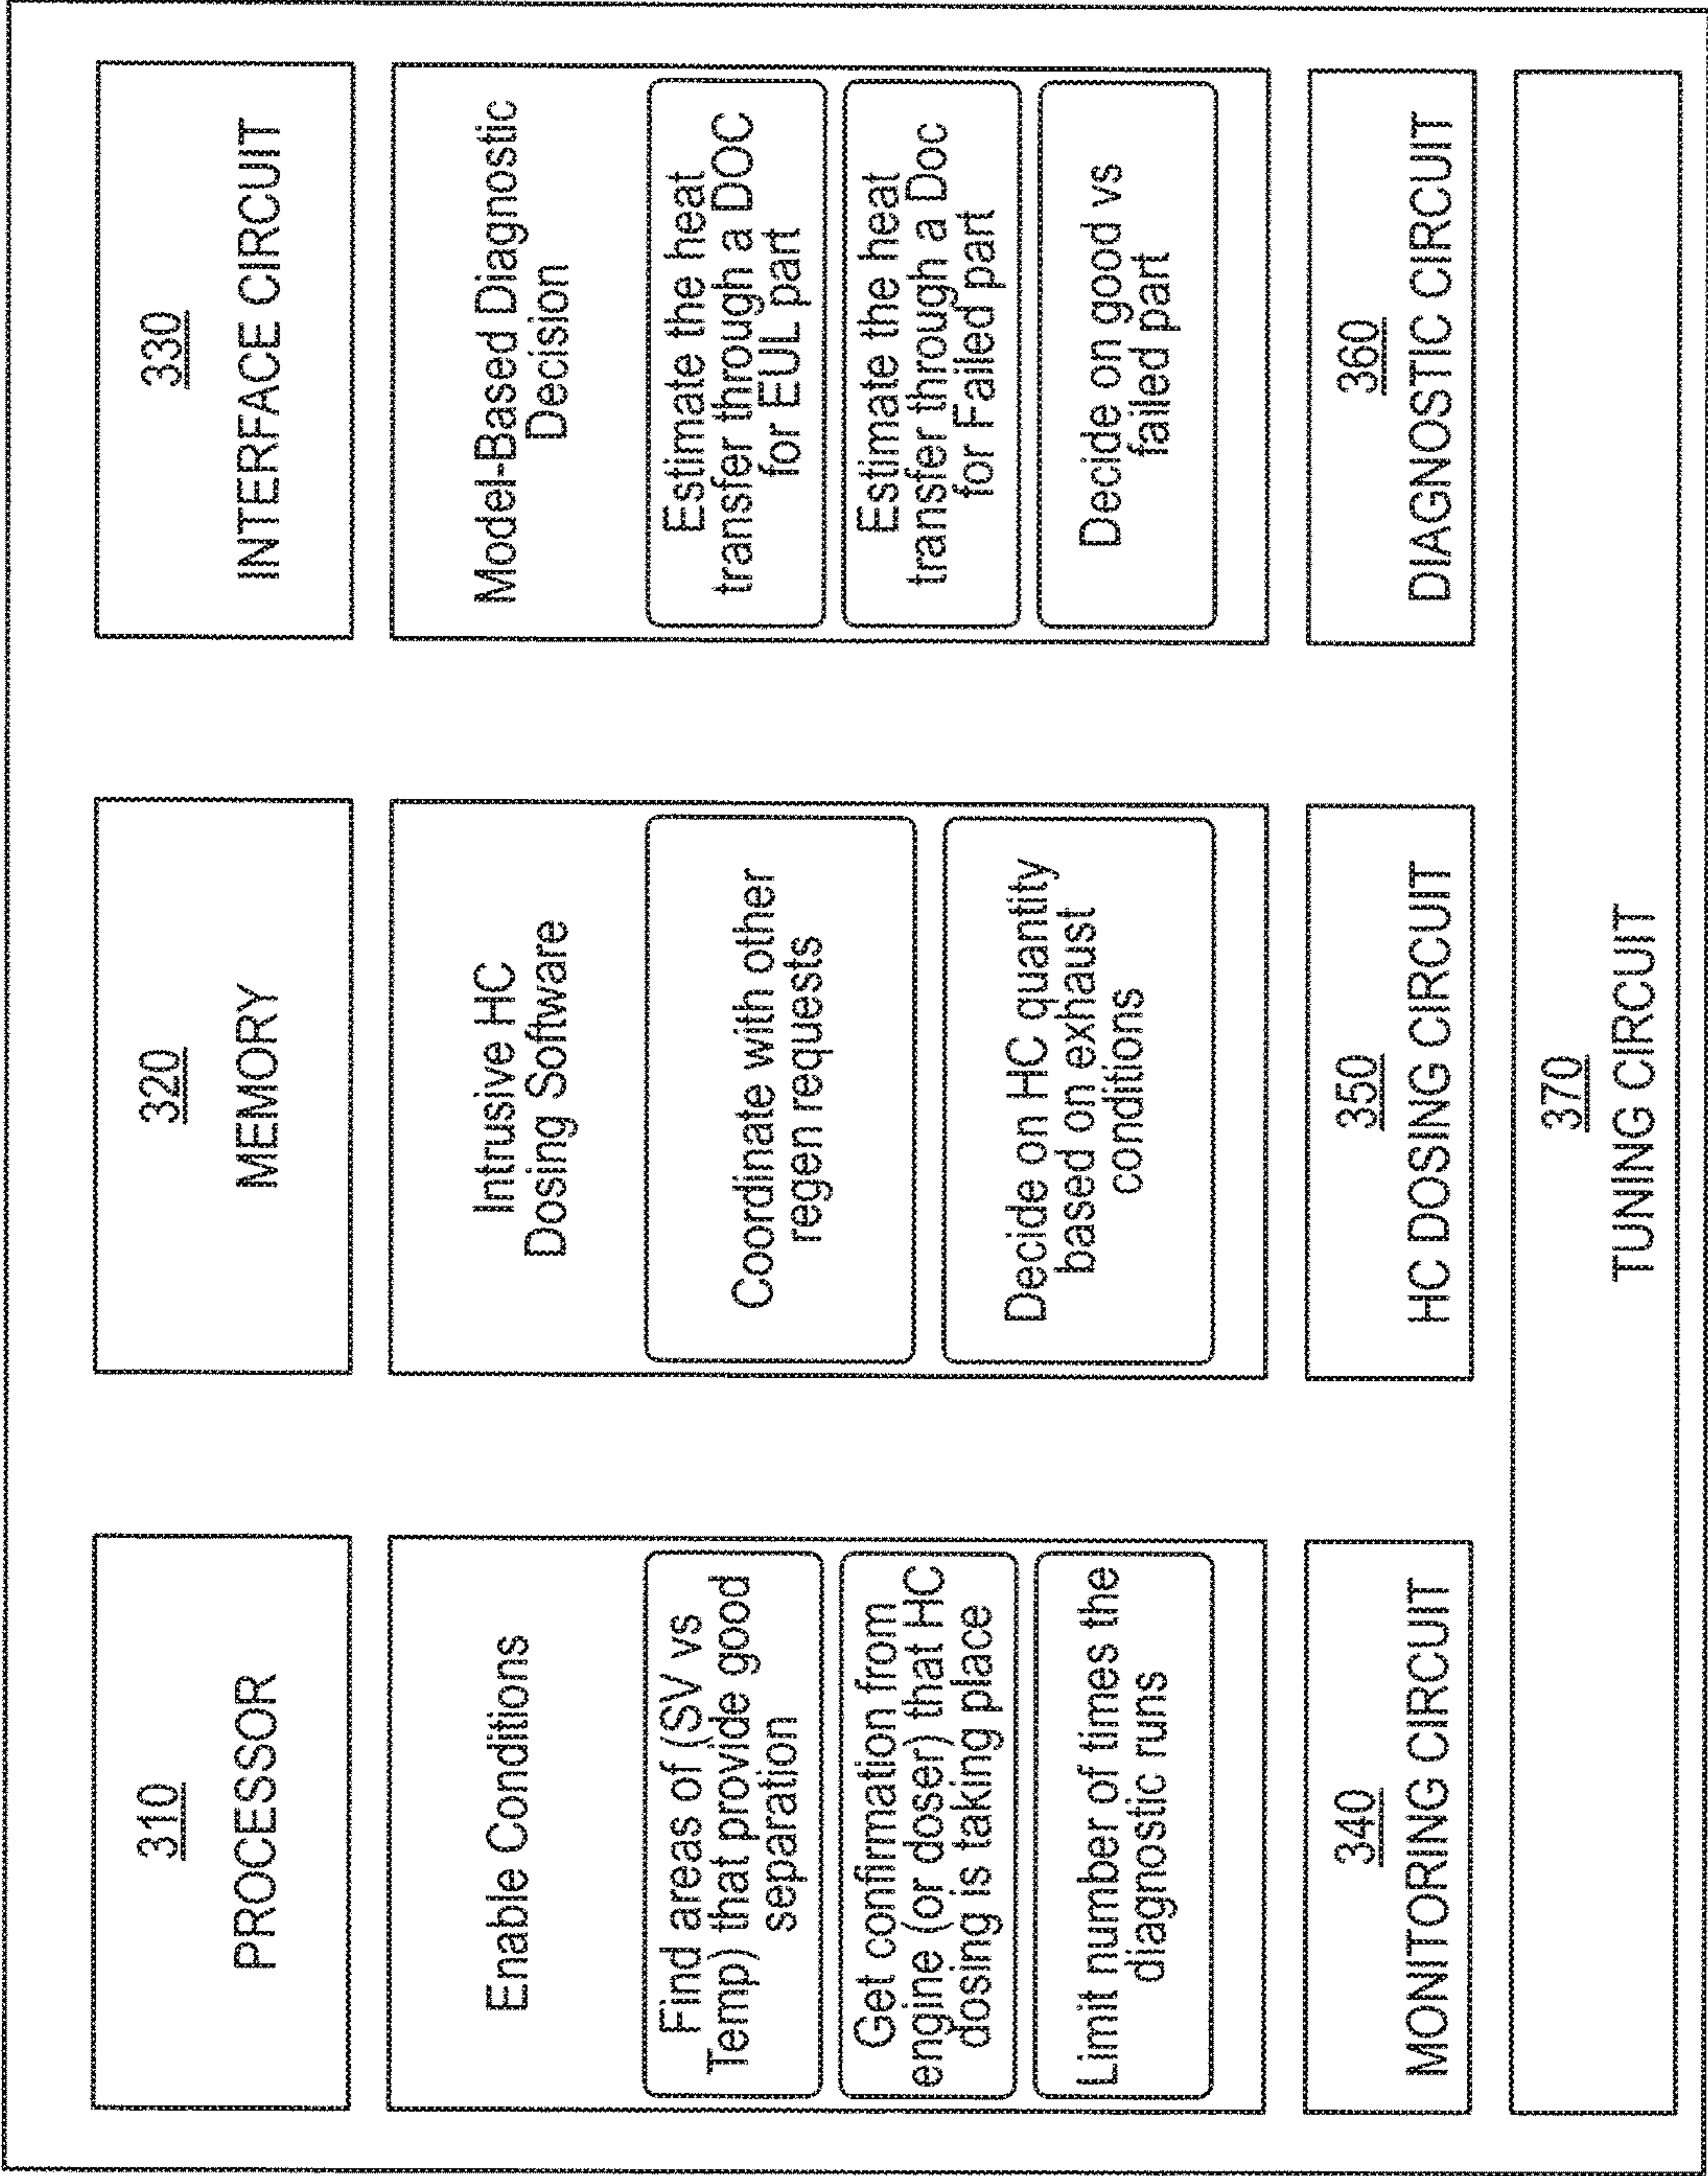 310
PROCESSOR
320
MEMORY
330
INTERFACE CIRCUIT
Enable Conditions
Find areas of (SV vs
Temp) that provide good
separation
Get confirmation from
engine (or doser) that HC
dosing is taking place
Limit number of times the
diagnostic runs
Intrusive HC
Dosing Software
Coordinate with other
regen requests
Decide on HC quantity
based on exhaust
conditions
Model-Based Diagnostic
Decision
Estimate the heat
transfer through a DOC
for EUL part
Estimate the heat
transfer through a Doc
for Failed part
Decide on good vs
failed part
340
MONITORING CIRCUIT
350
HC DOSING CIRCUIT
360
DIAGNOSTIC CIRCUIT
370
TUNING CIRCUIT